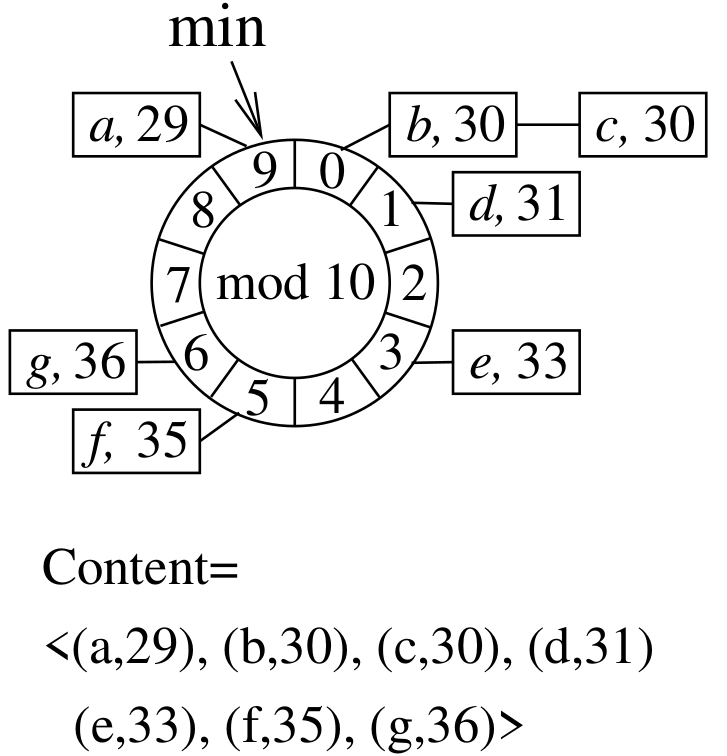 min
a, 29
b, 30
c, 30
9
0
8
1
d, 31
7
mod 10
2
g, 36
6
3
e, 33
5
4
f, 35
Content=
<(a,29), (b,30), (c,30), (d,31)
(e,33), (f,35), (g,36)>